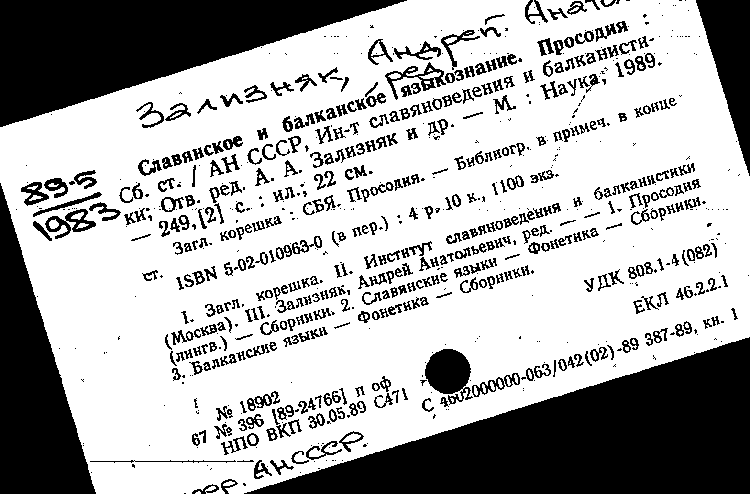 Зализняк, Андрей
ред.
89-5
1983
Славянское и балканское языкознание. Просодия :
Сб. ст. / АН СССР, Ин-т славяноведения и балканисти-
ки; Отв. ред. А. А. Зализняк и др. — М. : Наука, 1989.
— 249,[2] с. : ил.; 22 см.
Загл. корешка : СБЯ. Просодия. — Библиогр. в примеч. в конце
ст.
ISBN 5-02-010963-0 (в пер.) : 4 р. 10 к., 1100 экз.
I. Загл. корешка. II. Институт славяноведения и балканистики
(Москва). III. Зализняк, Андрей Анатольевич, ред. — — 1. Просодия
(лингв.) — Сборники. 2. Славянские языки — Фонетика — Сборники.
3. Балканские языки — Фонетика — Сборники.
УДК 808.1-4(082)
ЕКЛ 46.2.2.1
№ 18902
67 № 396 [89-24766] п оф
НПО ВКП 30.05.89 С471
С 4602000000-063/042(02)-89 387-89, кн. 1
АНСССР.